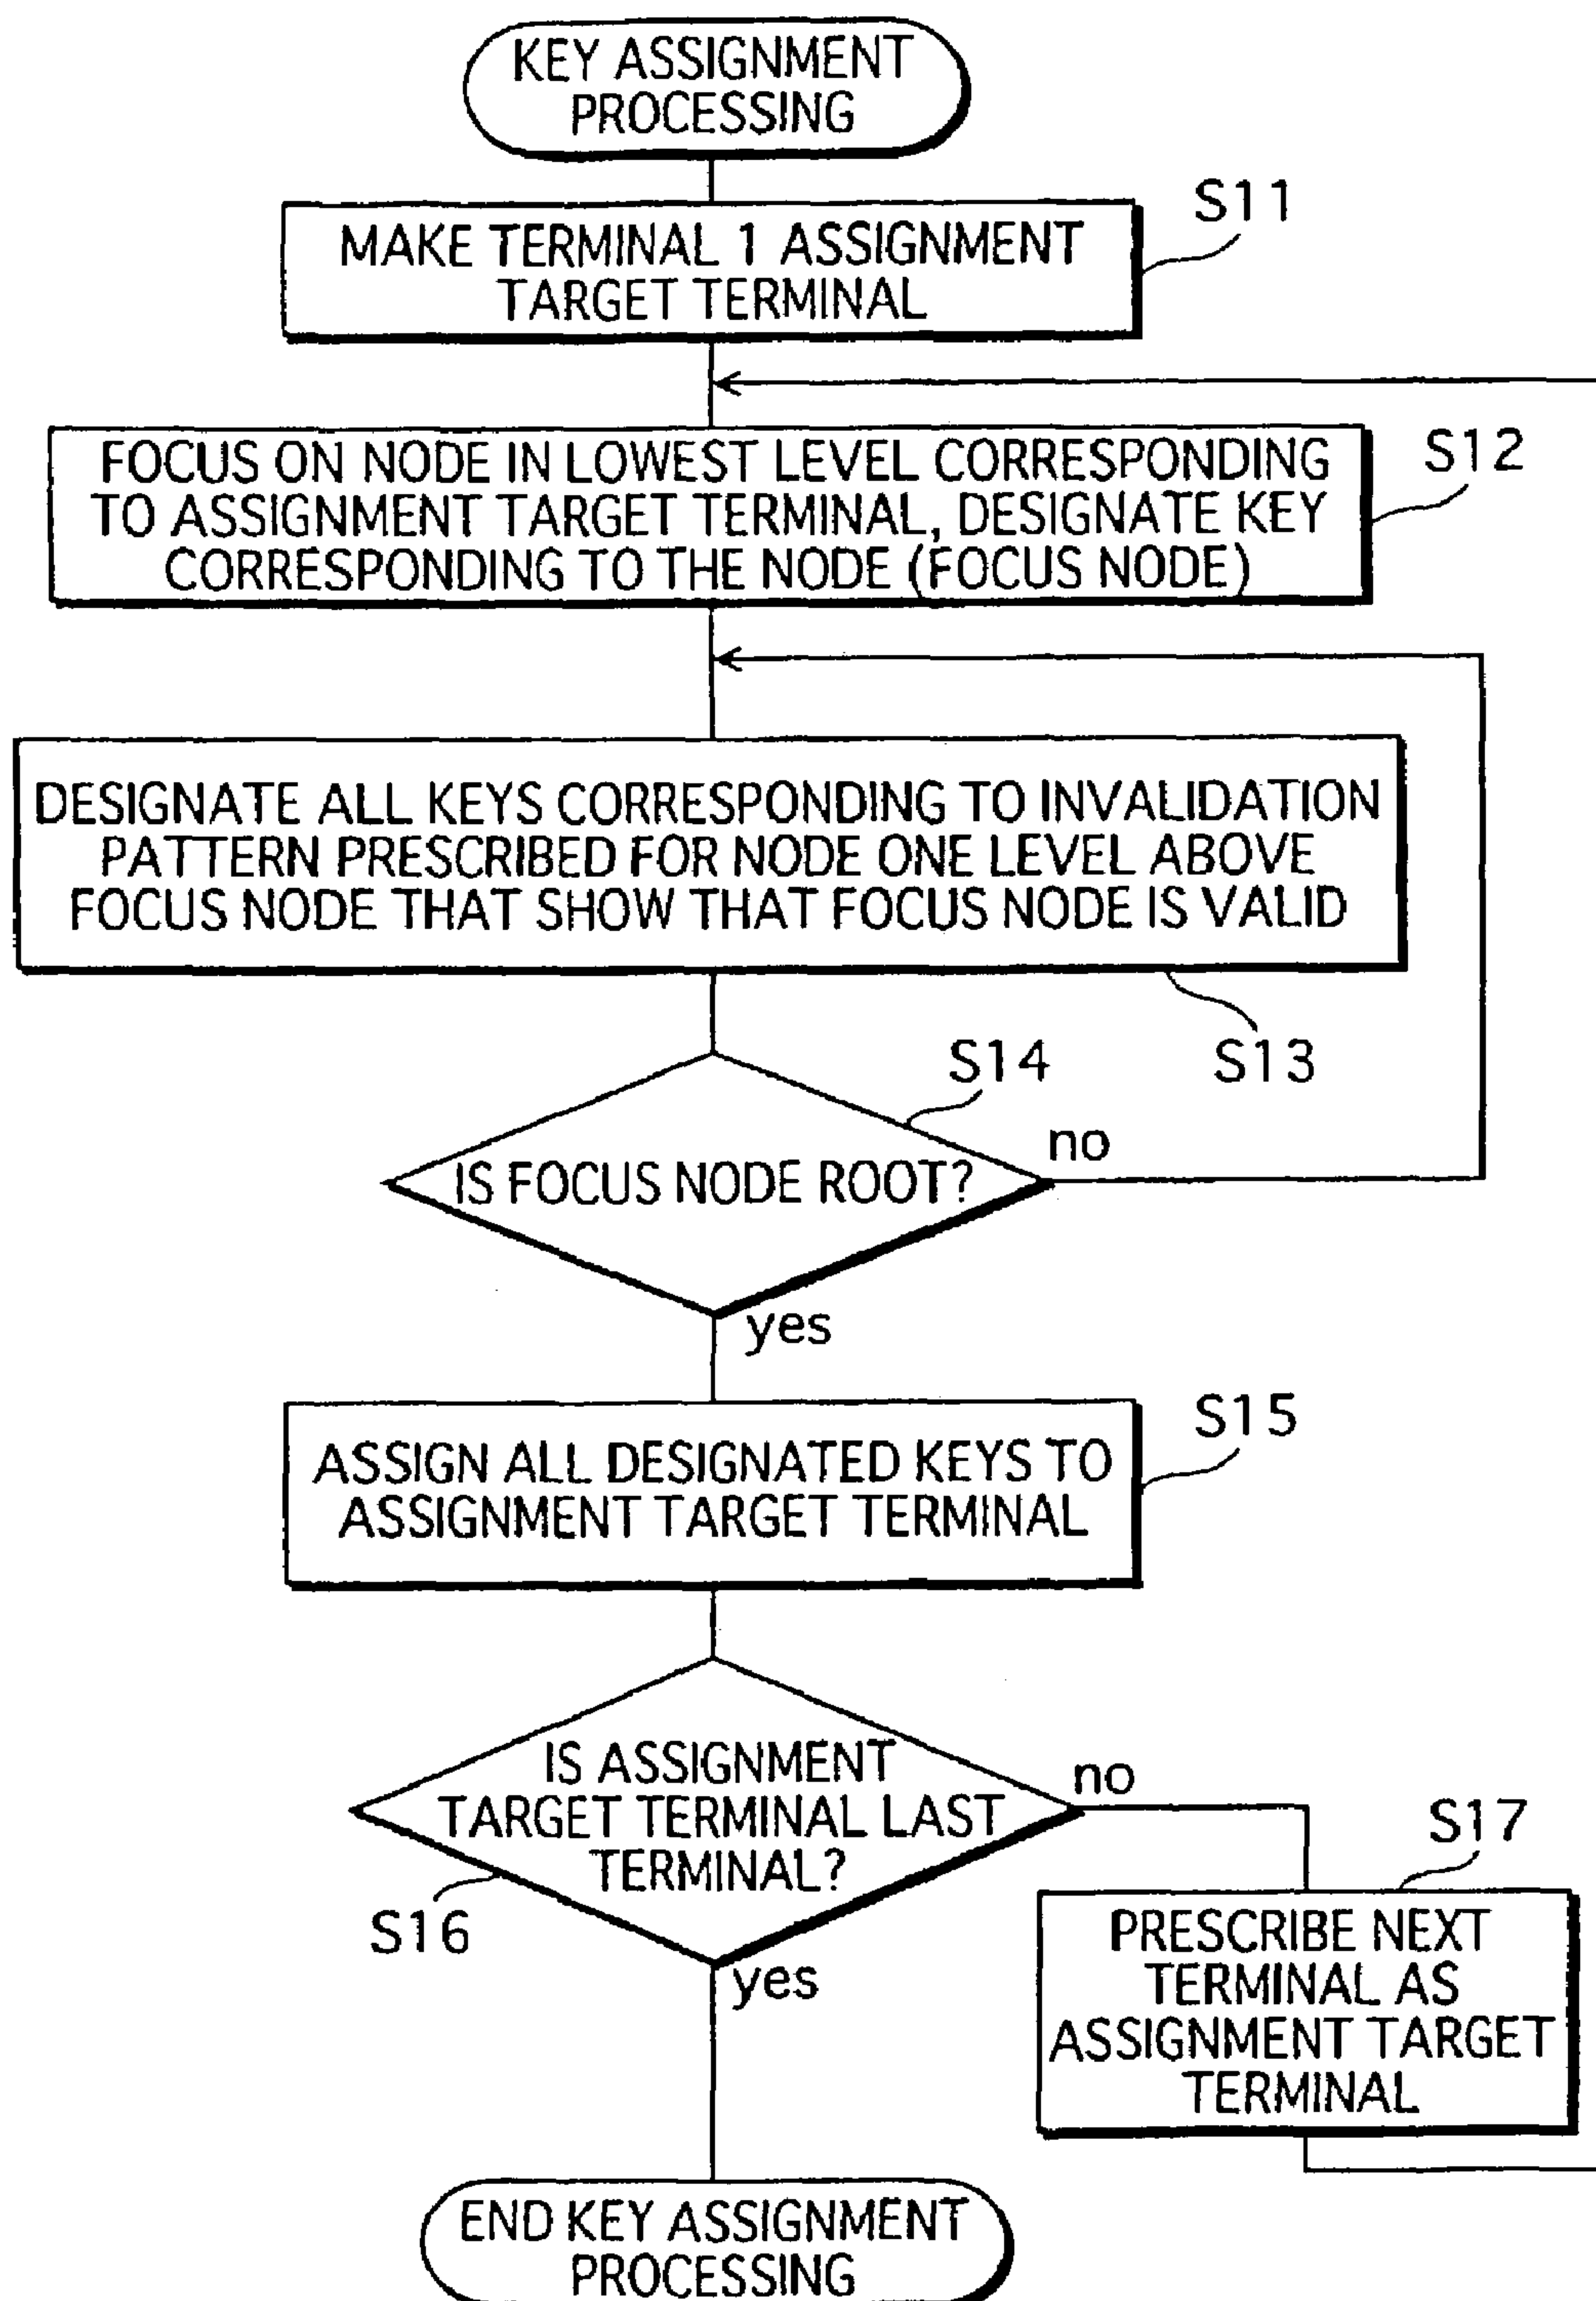 KEY ASSIGNMENT
PROCESSING
S11
MAKE TERMINAL 1 ASSIGNMENT
TARGET TERMINAL
S12
FOCUS ON NODE IN LOWEST LEVEL CORRESPONDING
TO ASSIGNMENT TARGET TERMINAL, DESIGNATE KEY
CORRESPONDING TO THE NODE (FOCUS NODE)
DESIGNATE ALL KEYS CORRESPONDING TO INVALIDATION
PATTERN PRESCRIBED FOR NODE ONE LEVEL ABOVE
FOCUS NODE THAT SHOW THAT FOCUS NODE IS VALID
S13
S14
no
IS FOCUS NODE ROOT?
yes
S15
ASSIGN ALL DESIGNATED KEYS TO
ASSIGNMENT TARGET TERMINAL
IS ASSIGNMENT
TARGET TERMINAL LAST
TERMINAL?
no
S16
yes
S17
PRESCRIBE NEXT
TERMINAL AS
ASSIGNMENT TARGET
TERMINAL
END KEY ASSIGNMENT
PROCESSING